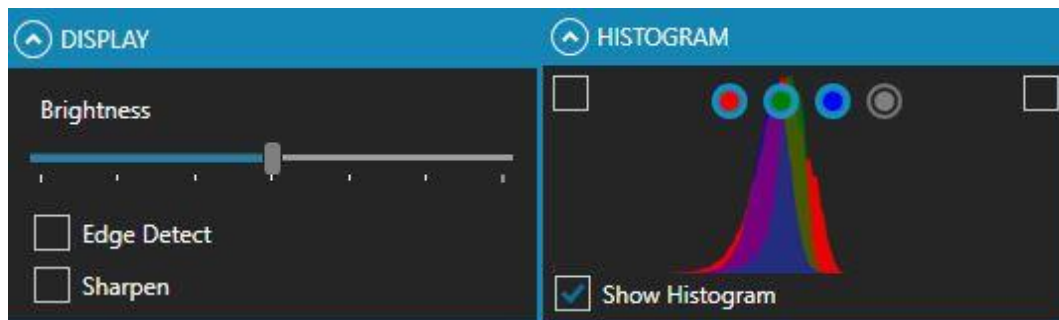 DISPLAY
Brightness
Edge Detect
Sharpen
HISTOGRAM
Show Histogram